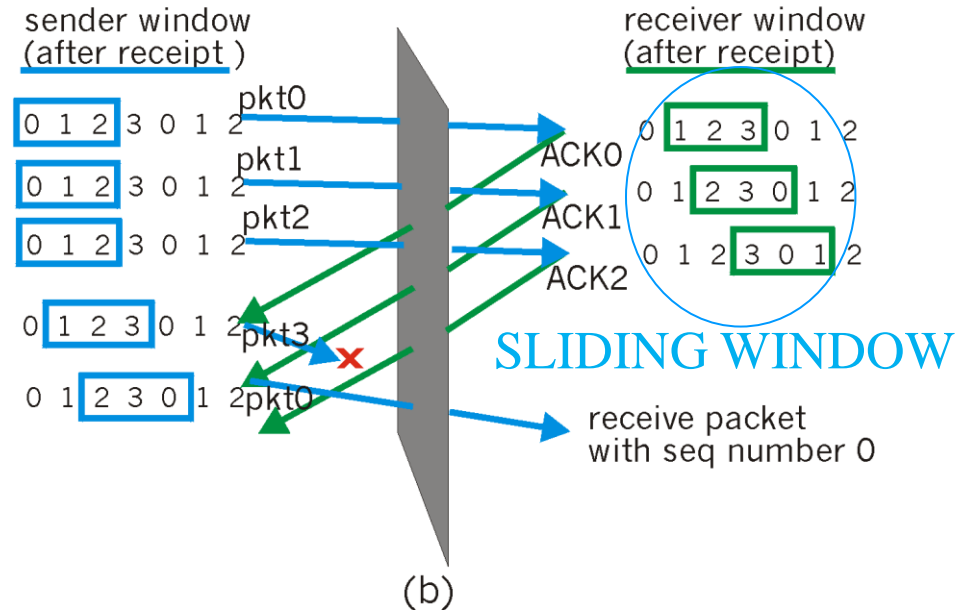 sender window
(after receipt )
receiver window
(after receipt)
0 1 2 3 0 1 2
pkt0
ACK0
0 1 2 3 0 1 2
0 1 2 3 0 1 2
pkt1
ACK1
0 1 2 3 0 1 2
0 1 2 3 0 1 2
pkt2
ACK2
0 1 2 3 0 1 2
0 1 2 3 0 1 2
pkt3
x
SLIDING WINDOW
0 1 2 3 0 1 2
pkt0
receive packet
with seq number 0
(b)